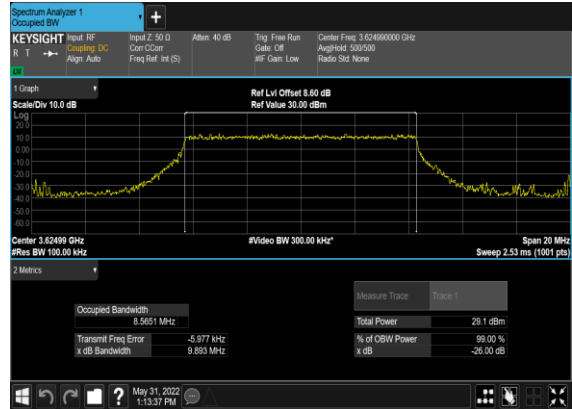 Spectrum Analyzer 1
Occupied BW
+
KEYSIGHT Input: RF Input Z: 50 Ω Atten: 40 dB Trig: Free Run Center Freq: 3.624990000 GHz
R T Coupling: DC Corr CCorr Gate: Off Avg|Hold: 500/500
Align: Auto Freq Ref: Int (S) #IF Gain: Low Radio Std: None
1 Graph
Ref Lvl Offset 8.60 dB
Scale/Div 10.0 dB Ref Value 30.00 dBm
Log
20.0
10.0
0.00
-10.0
-20.0
-30.0
-40.0
-50.0
-60.0
Center 3.62499 GHz #Video BW 300.00 kHz* Span 20 MHz
#Res BW 100.00 kHz Sweep 2.53 ms (1001 pts)
2 Metrics
Measure Trace Trace 1
Occupied Bandwidth
8.5651 MHz Total Power 29.1 dBm
Transmit Freq Error -5.977 kHz % of OBW Power 99.00 %
x dB Bandwidth 9.893 MHz x dB -26.00 dB
? May 31, 2022
1:13:37 PM